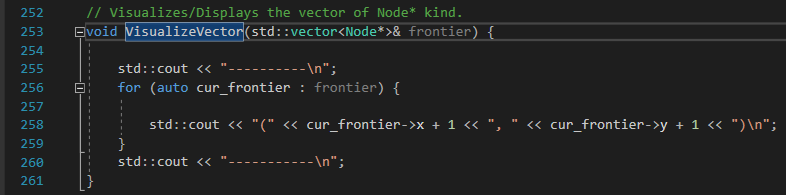 252 // Visualizes/Displays the vector of Node* kind.
253 void VisualizeVector(std::vector<Node*>& frontier) {
254
255 std::cout << "----------\n";
256 for (auto cur_frontier : frontier) {
257
258 std::cout << "(" << cur_frontier->x + 1 << ", " << cur_frontier->y + 1 << ")\n";
259 }
260 std::cout << "-----------\n";
261 }